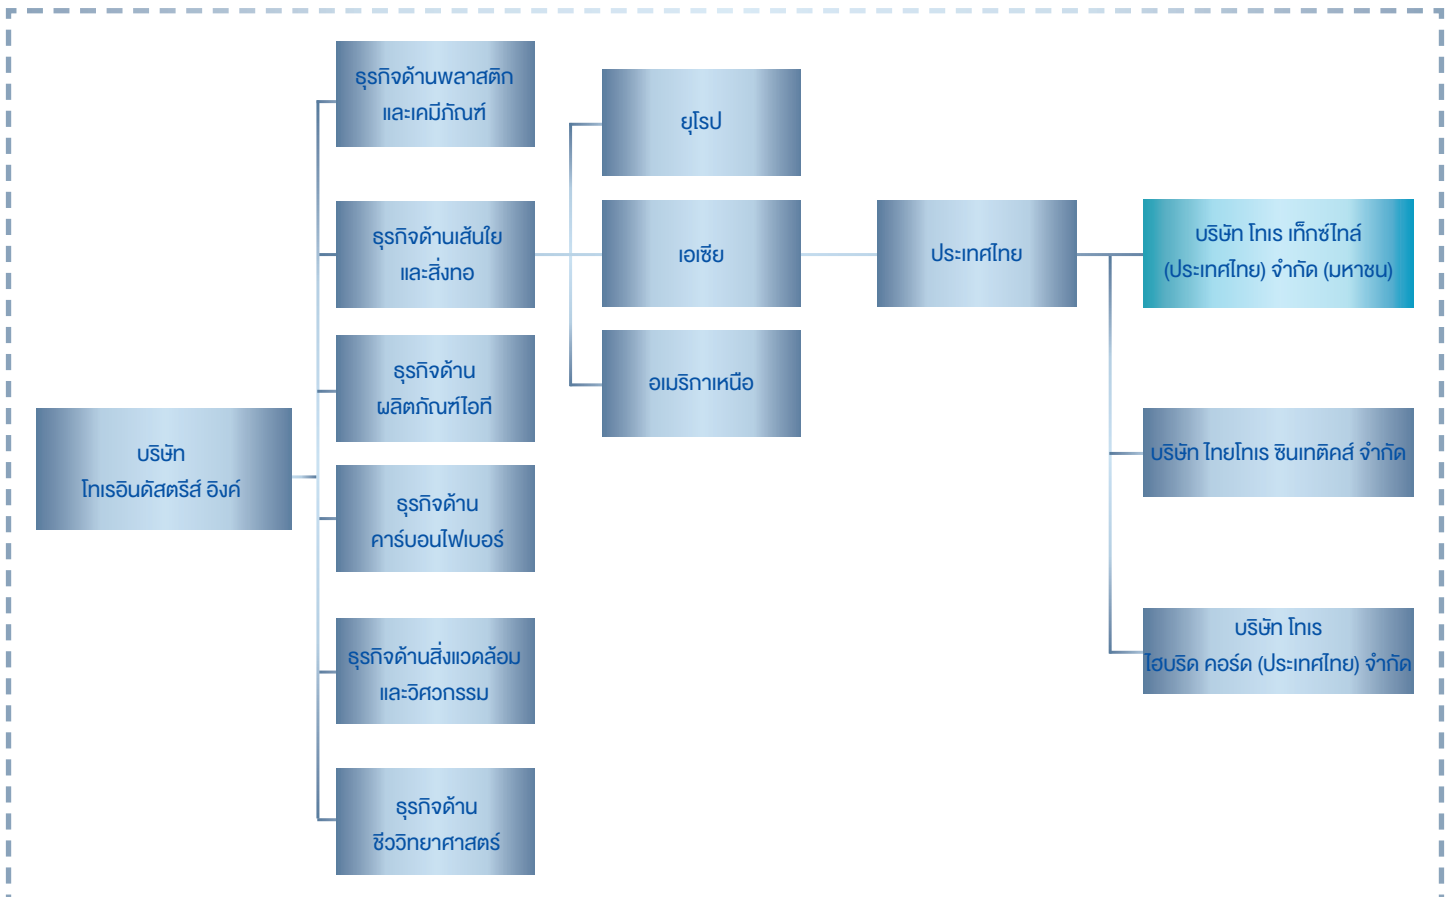 ธุรกิจด้านพลาสติก
และเคมีภัณฑ์
ธุรกิจด้านเส้นใย
และสิ่งทอ
ธุรกิจด้าน
ผลิตภัณฑ์ไอที
ธุรกิจด้าน
คาร์บอนไฟเบอร์
ธุรกิจด้านสิ่งแวดล้อม
และวิศวกรรม
ธุรกิจด้าน
ชีววิทยาศาสตร์
บริษัท
โทเรอินดัสตรีส์ อิงค์
ยุโรป
เอเซีย
อเมริกาเหนือ
ประเทศไทย
บริษัท โทเร เท็กซ์ไทล์
(ประเทศไทย) จำกัด (มหาชน)
บริษัท ไทยโทเร ซินเทติคส์ จำกัด
บริษัท โทเร
ไฮบริด คอร์ด (ประเทศไทย) จำกัด